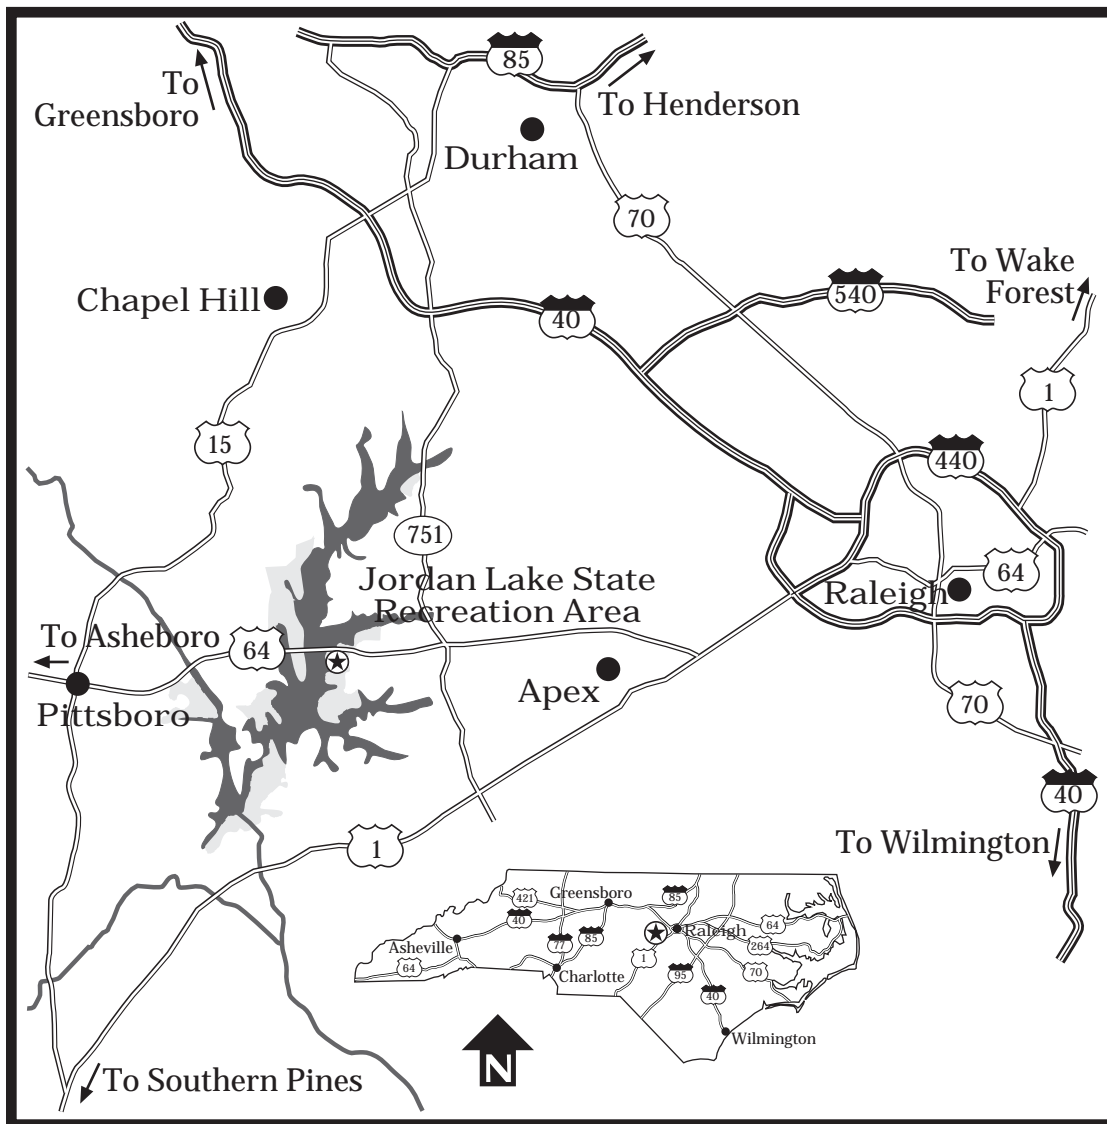 85
To
Greensboro
To Henderson
Durham
70
To Wake
Forest
Chapel Hill
540
40
1
15
440
751
Jordan Lake State
Recreation Area
64
Raleigh
To Asheboro
64
Apex
Pittsboro
70
40
1
To Wilmington
421
Greensboro
85
40
64
Raleigh
Asheville
77
85
264
1
64
Charlotte
95
70
40
Wilmington
N
To Southern Pines